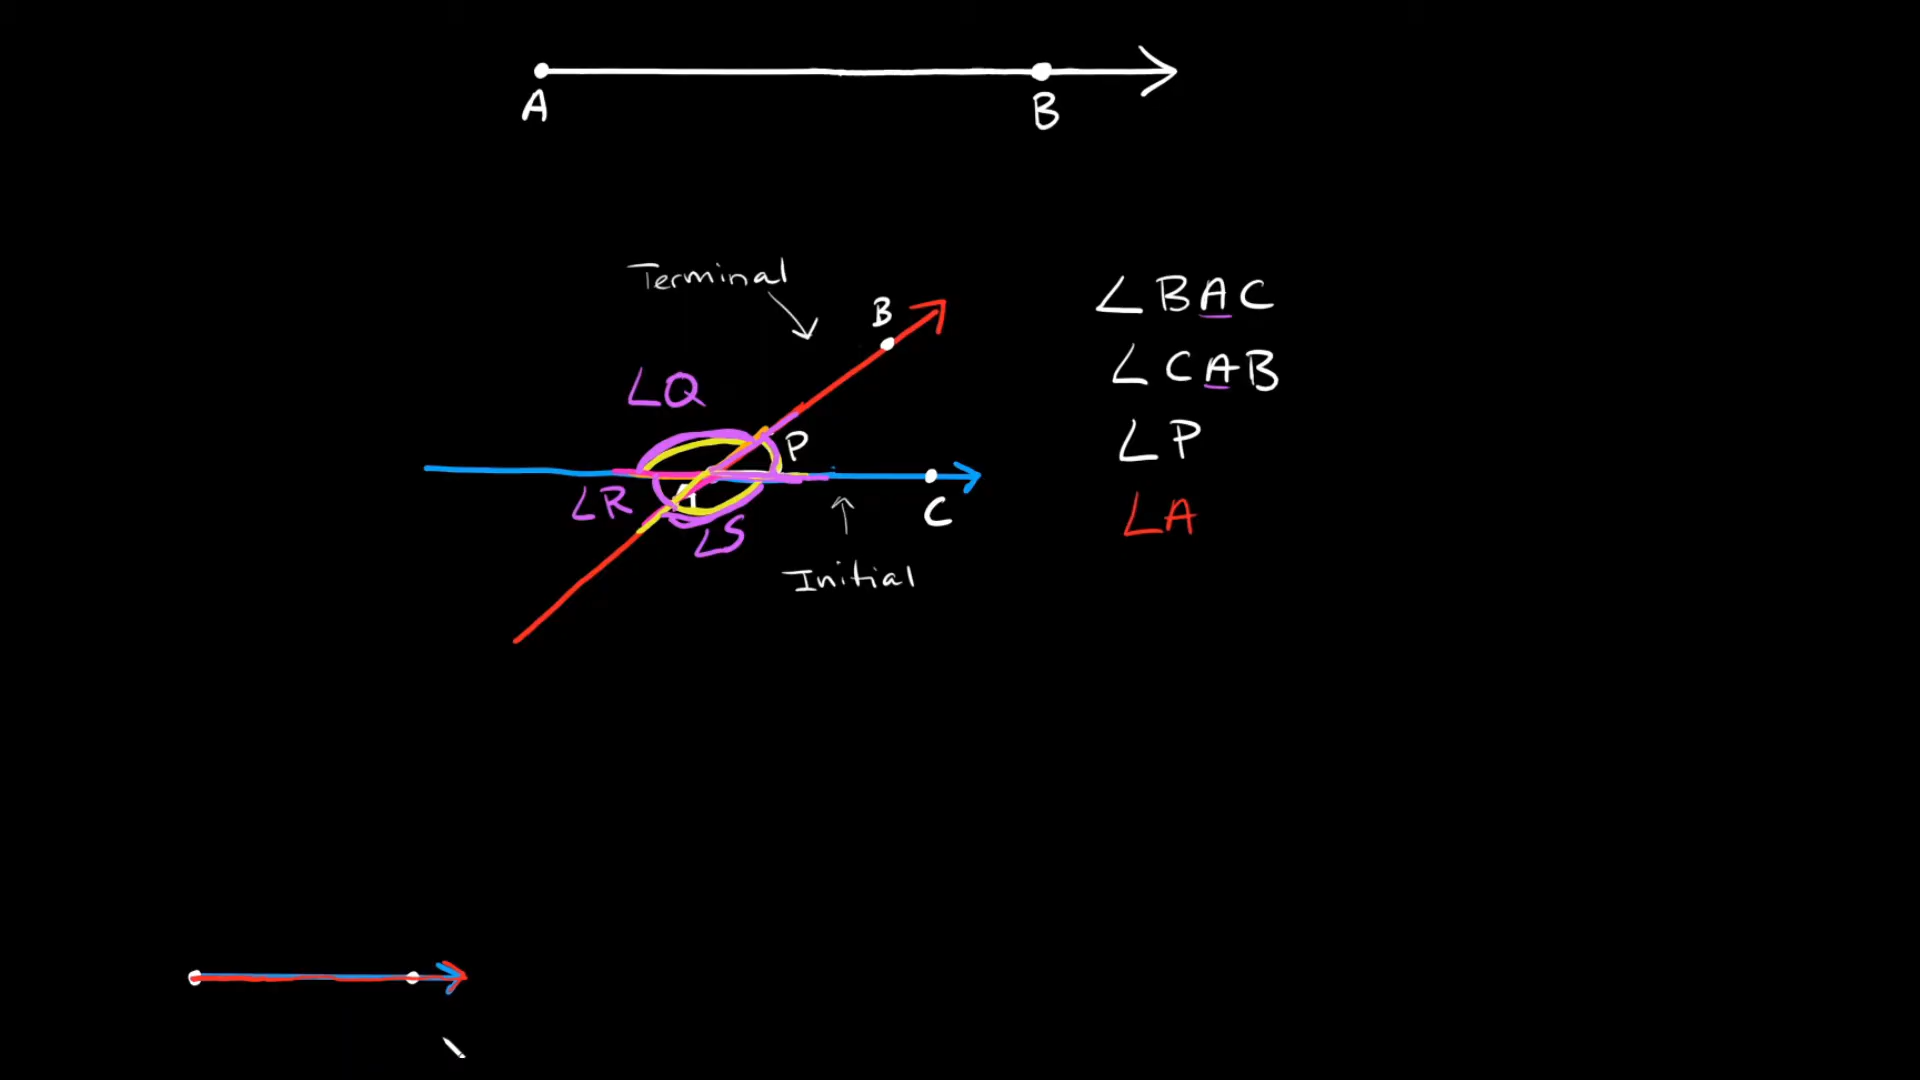 A B
Terminal
B
∠BAC
∠CAB
∠Q
∠P
P
A
∠R
∠S
C
∠A
Initial